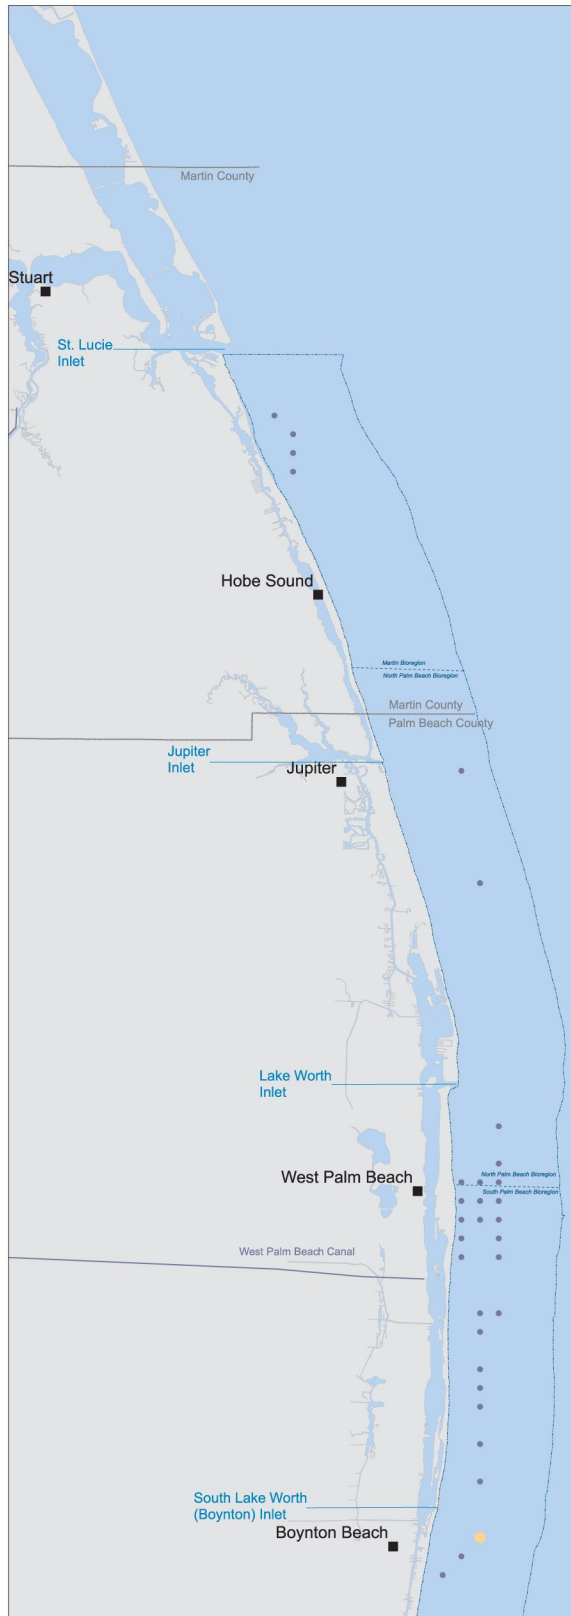 Martin County
Stuart
St. Lucie
Inlet
Hobe Sound
Martin Bioregion
North Palm Beach Bioregion
Martin County
Palm Beach County
Jupiter
Inlet
Jupiter
Lake Worth
Inlet
North Palm Beach Bioregion
South Palm Beach Bioregion
West Palm Beach
West Palm Beach Canal
South Lake Worth
(Boynton) Inlet
Boynton Beach